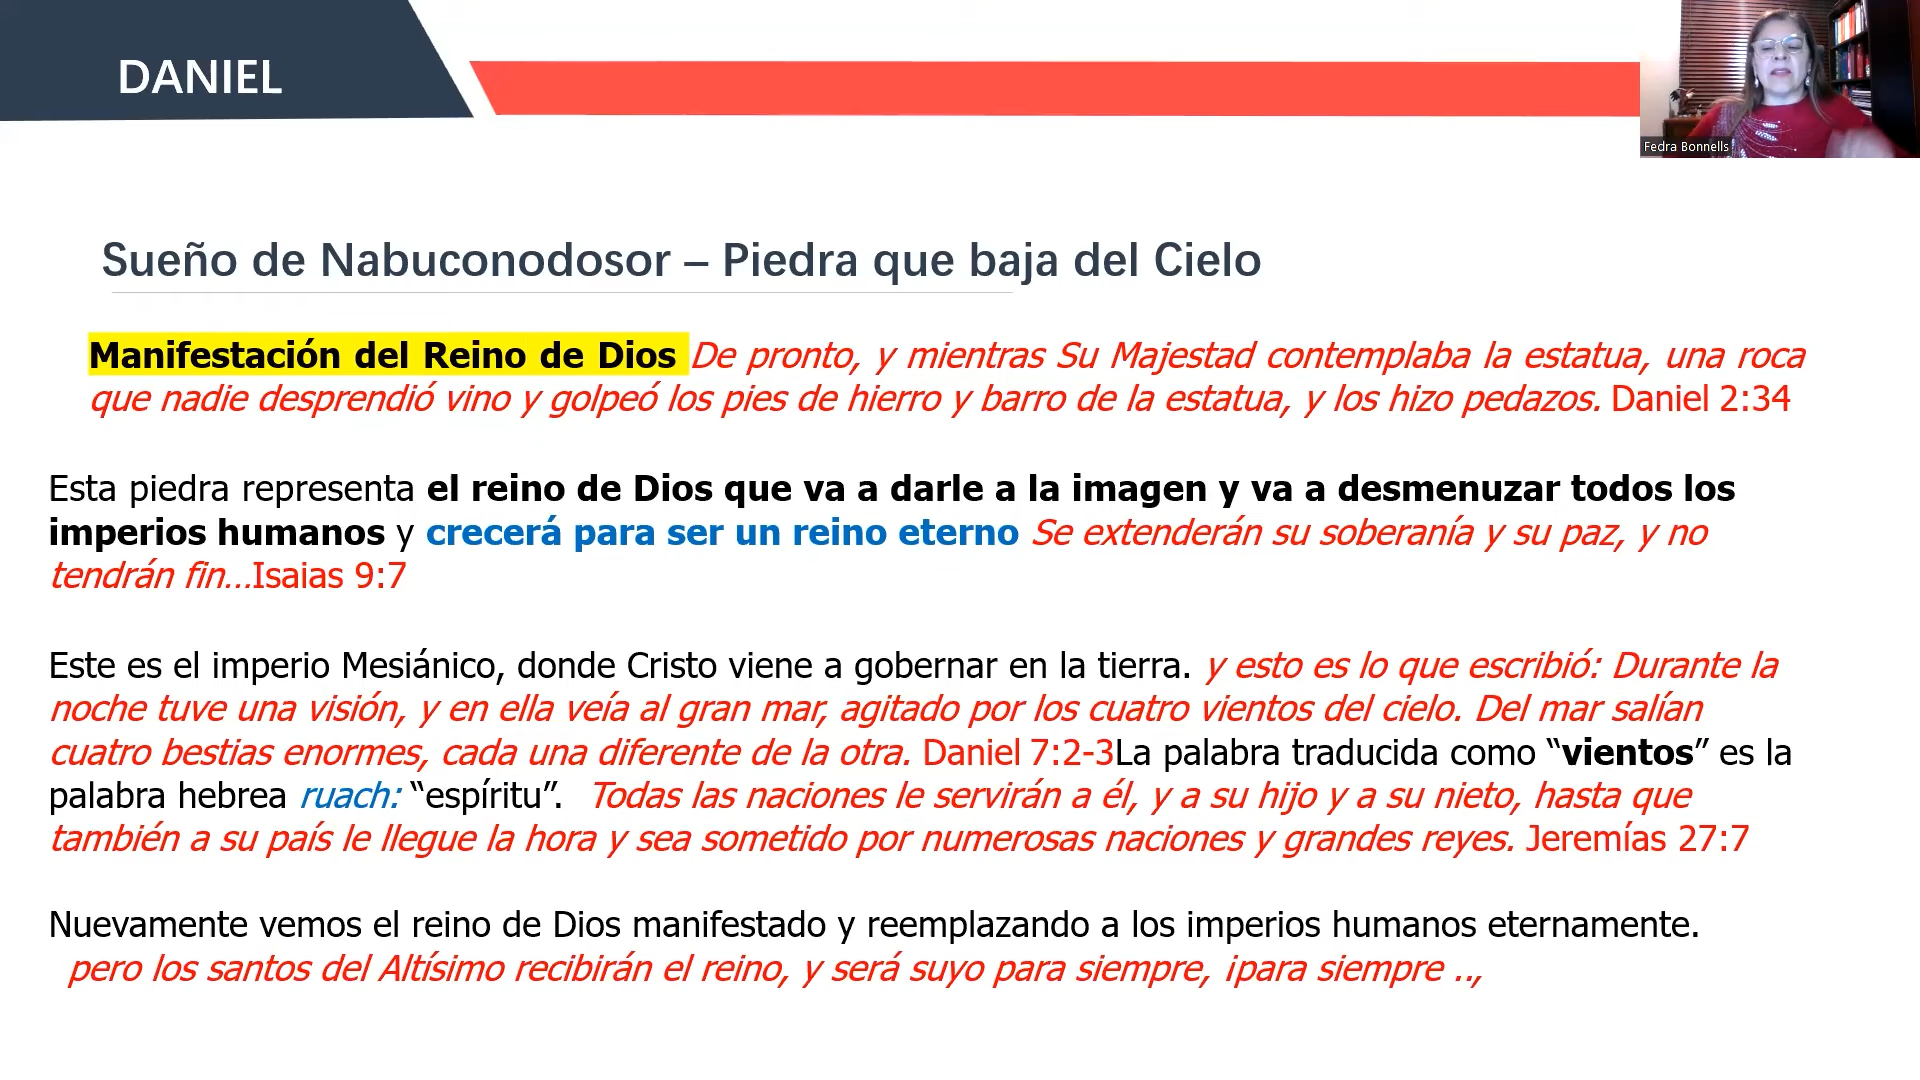 DANIEL
Fedra Bonnells
Sueño de Nabuconodosor – Piedra que baja del Cielo
Manifestación del Reino de Dios De pronto, y mientras Su Majestad contemplaba la estatua, una roca
que nadie desprendió vino y golpeó los pies de hierro y barro de la estatua, y los hizo pedazos. Daniel 2:34
Esta piedra representa el reino de Dios que va a darle a la imagen y va a desmenuzar todos los
imperios humanos y crecerá para ser un reino eterno Se extenderán su soberanía y su paz, y no
tendrán fin…Isaias 9:7
Este es el imperio Mesiánico, donde Cristo viene a gobernar en la tierra. y esto es lo que escribió: Durante la
noche tuve una visión, y en ella veía al gran mar, agitado por los cuatro vientos del cielo. Del mar salían
cuatro bestias enormes, cada una diferente de la otra. Daniel 7:2-3La palabra traducida como “vientos” es la
palabra hebrea ruach: “espíritu”. Todas las naciones le servirán a él, y a su hijo y a su nieto, hasta que
también a su país le llegue la hora y sea sometido por numerosas naciones y grandes reyes. Jeremías 27:7
Nuevamente vemos el reino de Dios manifestado y reemplazando a los imperios humanos eternamente.
pero los santos del Altísimo recibirán el reino, y será suyo para siempre, ¡para siempre ..,